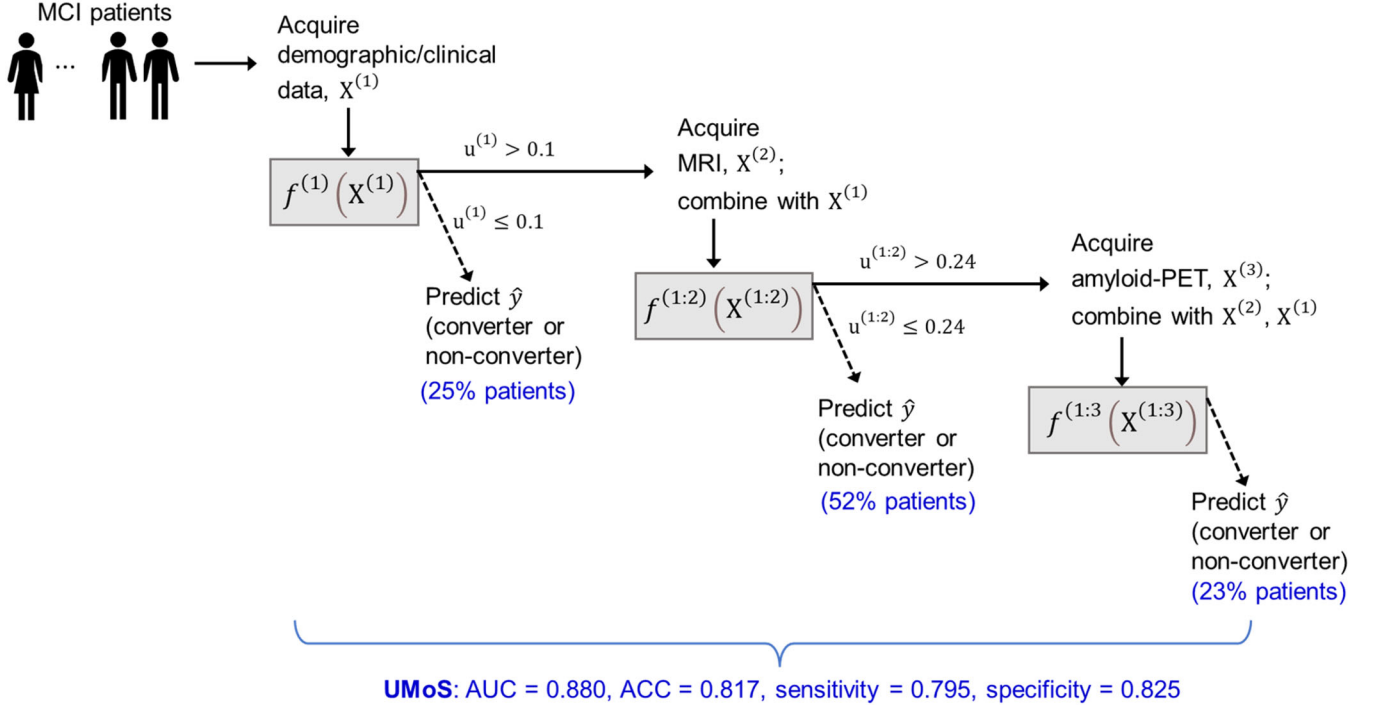 MCI patients
...
Acquire
demographic/clinical
data, X⁽¹⁾
f⁽¹⁾(X⁽¹⁾)
u⁽¹⁾ > 0.1
u⁽¹⁾ ≤ 0.1
Predict ŷ
(converter or
non-converter)
(25% patients)
Acquire
MRI, X⁽²⁾;
combine with X⁽¹⁾
f⁽¹:²⁾(X⁽¹:²⁾)
u⁽¹:²⁾ > 0.24
u⁽¹:²⁾ ≤ 0.24
Predict ŷ
(converter or
non-converter)
(52% patients)
Acquire
amyloid-PET, X⁽³⁾;
combine with X⁽²⁾, X⁽¹⁾
f⁽¹:³(X⁽¹:³⁾)
Predict ŷ
(converter or
non-converter)
(23% patients)
UMoS: AUC = 0.880, ACC = 0.817, sensitivity = 0.795, specificity = 0.825